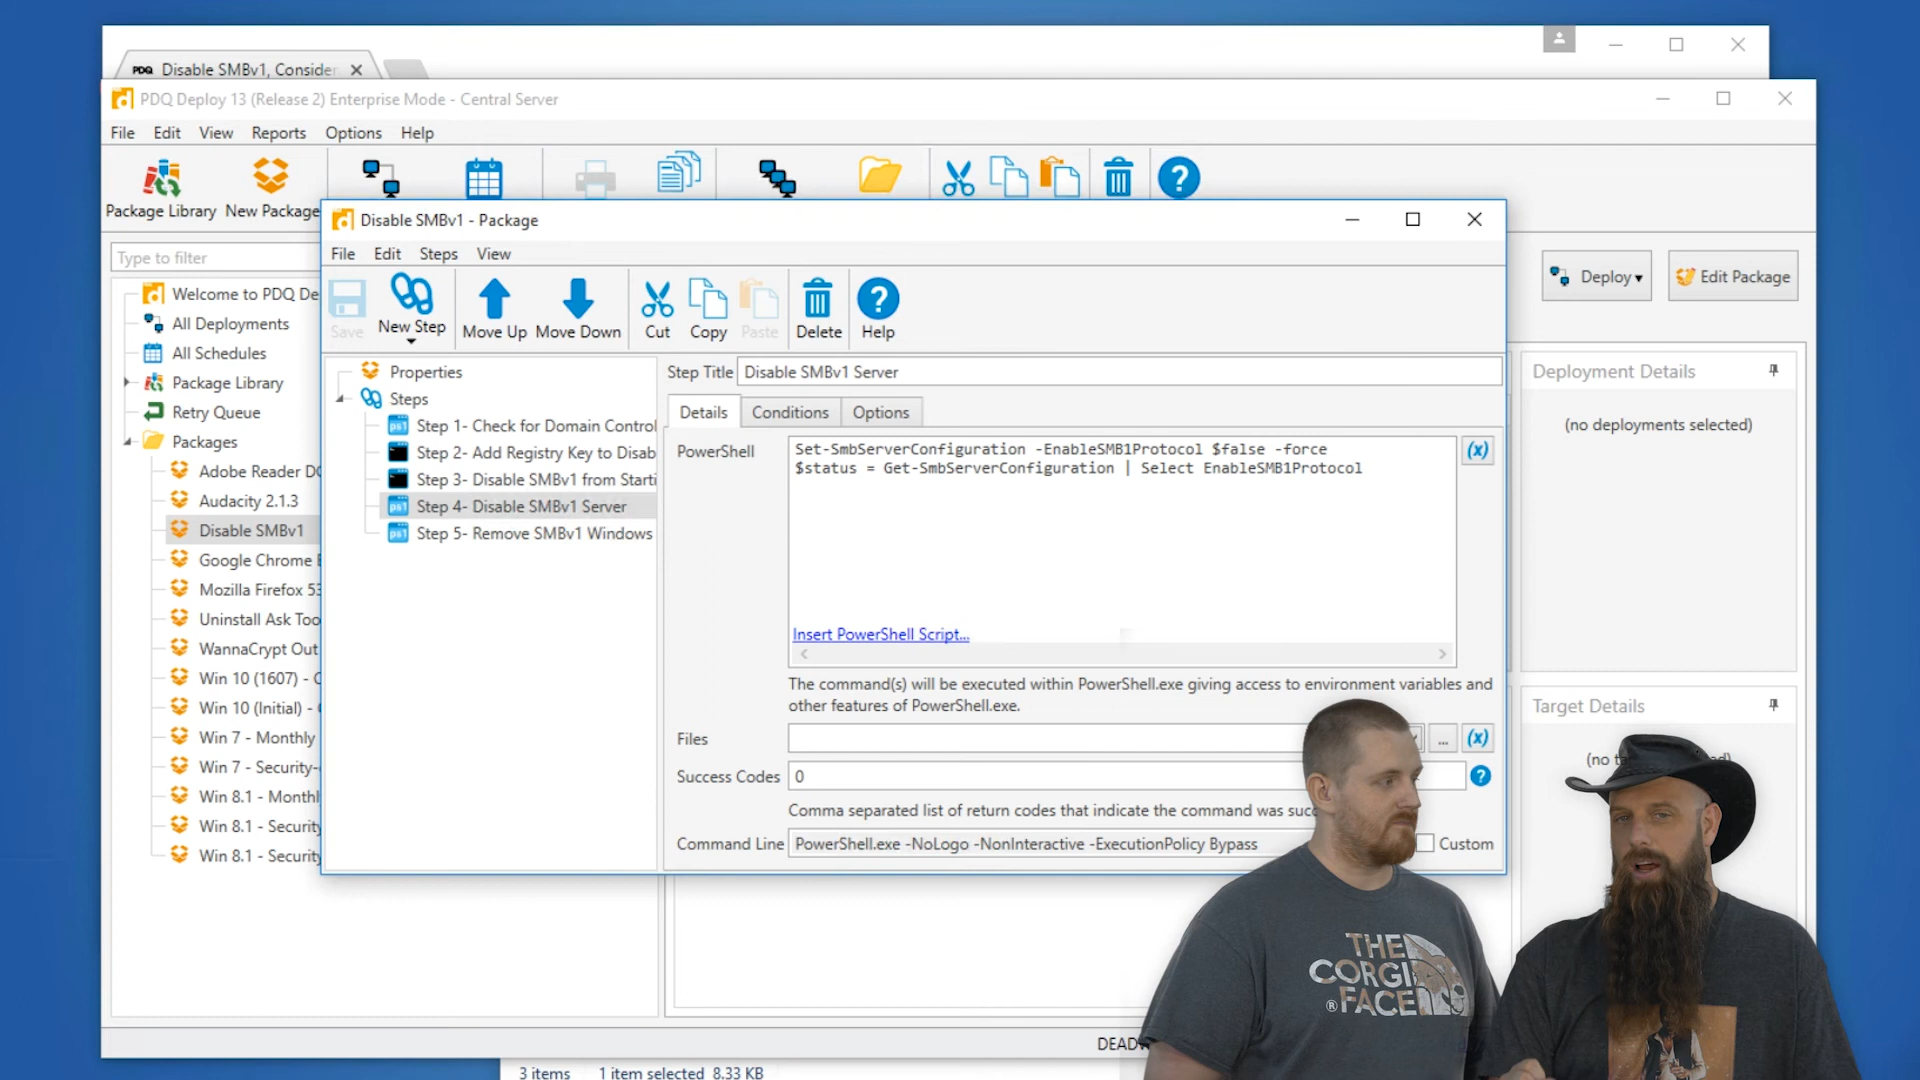 PDQ Disable SMBv1, Consider
PDQ Deploy 13 (Release 2) Enterprise Mode - Central Server
File Edit View Reports Options Help
Package Library New Package
Type to filter
Welcome to PDQ De
All Deployments
All Schedules
Package Library
Retry Queue
Packages
Adobe Reader DC
Audacity 2.1.3
Disable SMBv1
Google Chrome E
Mozilla Firefox 53
Uninstall Ask Too
WannaCrypt Out
Win 10 (1607) - C
Win 10 (Initial) -
Win 7 - Monthly
Win 7 - Security-
Win 8.1 - Monthl
Win 8.1 - Security
Win 8.1 - Security
Disable SMBv1 - Package
File Edit Steps View
Save New Step Move Up Move Down Cut Copy Paste Delete Help
Properties
Steps
Step 1- Check for Domain Control
Step 2- Add Registry Key to Disab
Step 3- Disable SMBv1 from Starti
ps1 Step 4- Disable SMBv1 Server
ps1 Step 5- Remove SMBv1 Windows
Step Title Disable SMBv1 Server
Details Conditions Options
PowerShell
Set-SmbServerConfiguration -EnableSMB1Protocol $false -force
$status = Get-SmbServerConfiguration | Select EnableSMB1Protocol
(x)
Insert PowerShell Script...
The command(s) will be executed within PowerShell.exe giving access to environment variables and
other features of PowerShell.exe.
Files ... (x)
Success Codes 0
Comma separated list of return codes that indicate the command was succ
Command Line PowerShell.exe -NoLogo -NonInteractive -ExecutionPolicy Bypass Custom
Deploy Edit Package
Deployment Details
(no deployments selected)
Target Details
(no t
DEADW
3 items 1 item selected 8.33 KB
THE
CORGI
®FACE